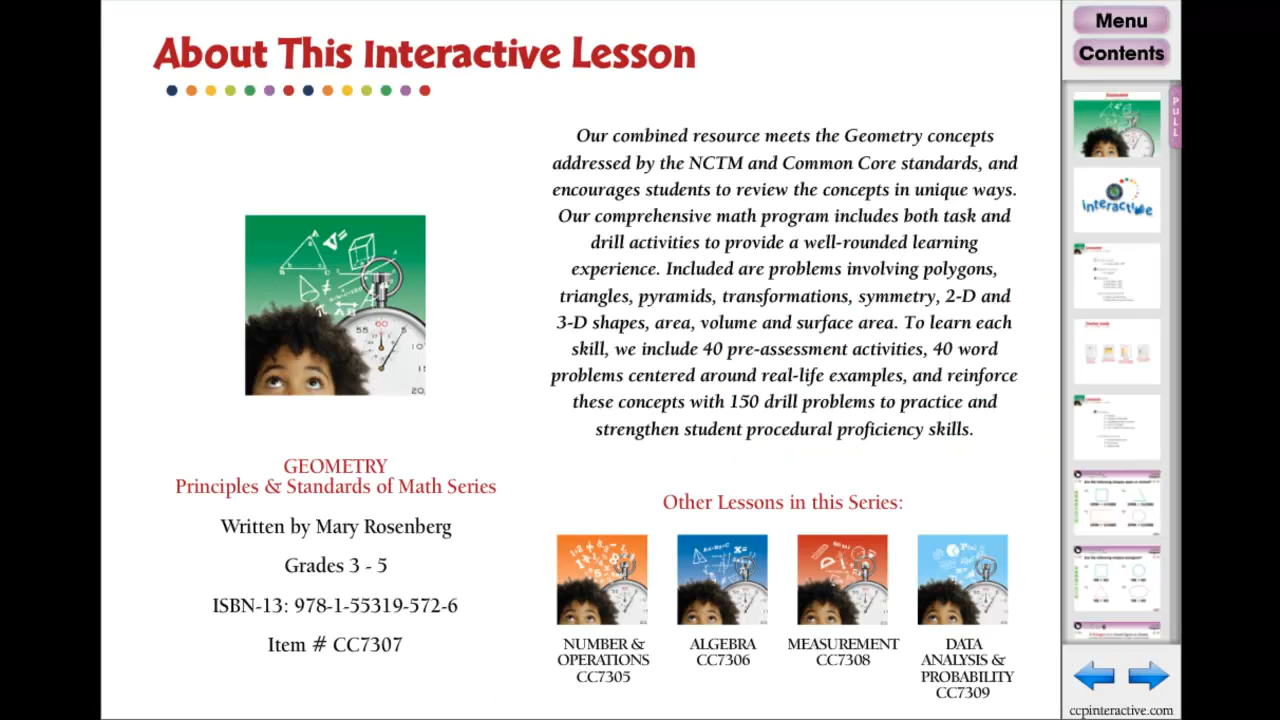 About This Interactive Lesson
Our combined resource meets the Geometry concepts
addressed by the NCTM and Common Core standards, and
encourages students to review the concepts in unique ways.
Our comprehensive math program includes both task and
drill activities to provide a well-rounded learning
experience. Included are problems involving polygons,
triangles, pyramids, transformations, symmetry, 2-D and
3-D shapes, area, volume and surface area. To learn each
skill, we include 40 pre-assessment activities, 40 word
problems centered around real-life examples, and reinforce
these concepts with 150 drill problems to practice and
strengthen student procedural proficiency skills.
GEOMETRY
Principles & Standards of Math Series
Written by Mary Rosenberg
Grades 3 - 5
ISBN-13: 978-1-55319-572-6
Item # CC7307
Other Lessons in this Series:
NUMBER &
OPERATIONS
CC7305
ALGEBRA
CC7306
MEASUREMENT
CC7308
DATA
ANALYSIS &
PROBABILITY
CC7309
Menu
Contents
PULL
interactive
ccpinteractive.com